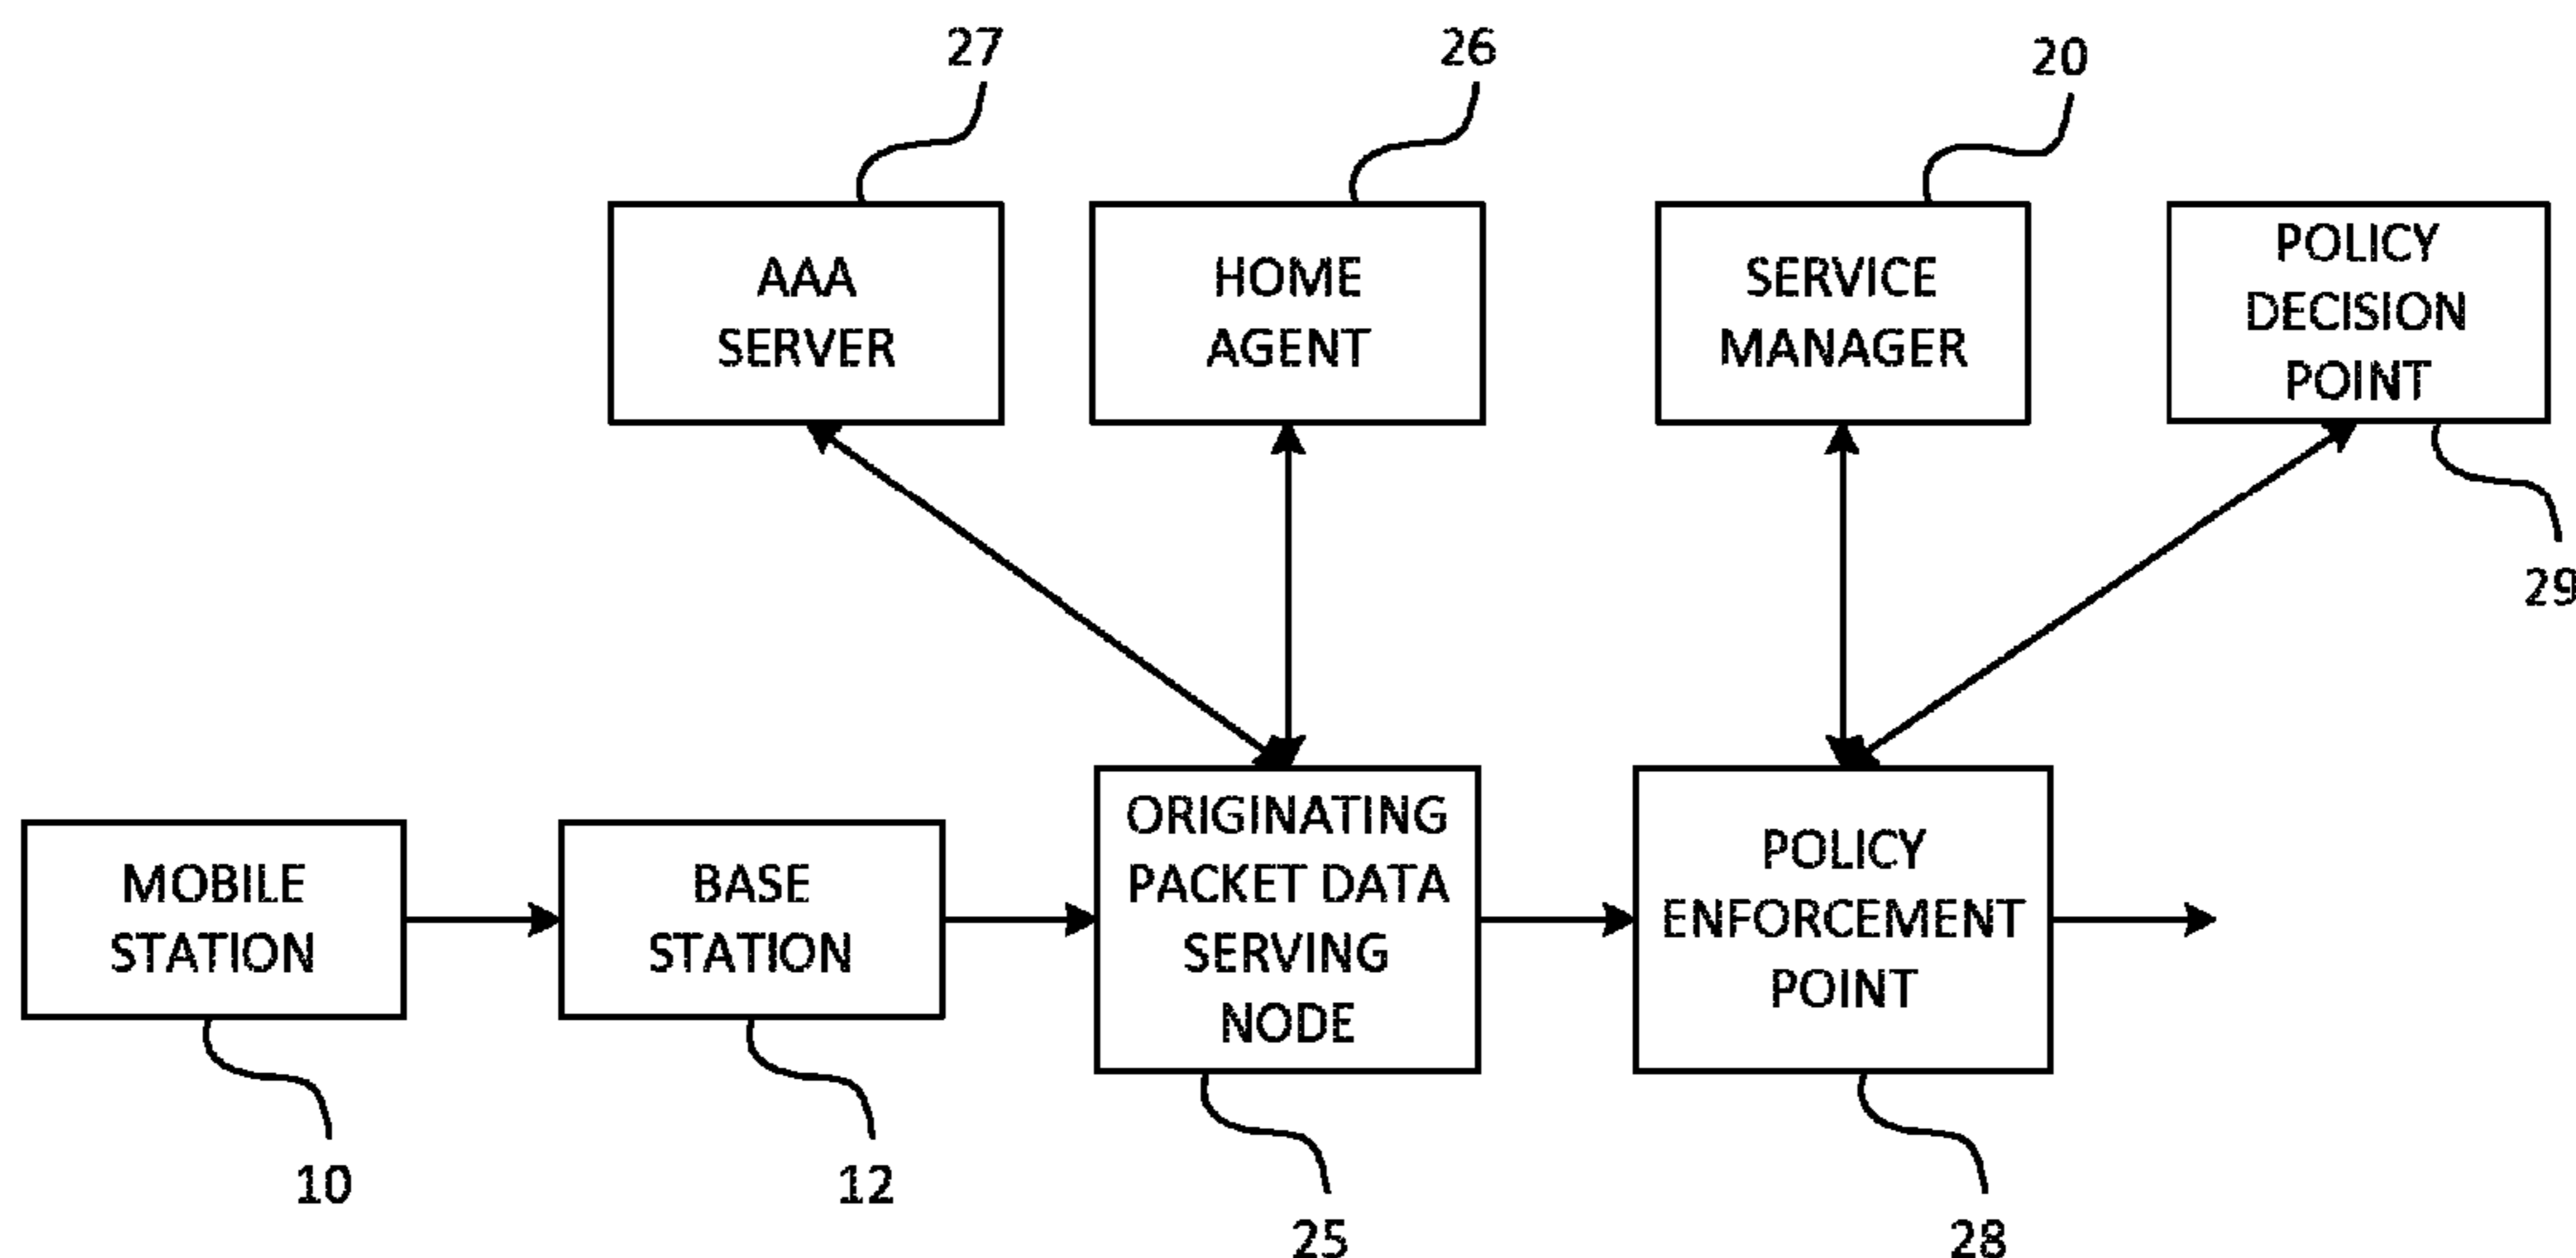 27
26
20
AAA
SERVER
HOME
AGENT
SERVICE
MANAGER
POLICY
DECISION
POINT
29
MOBILE
STATION
BASE
STATION
ORIGINATING
PACKET DATA
SERVING
NODE
POLICY
ENFORCEMENT
POINT
10
12
25
28